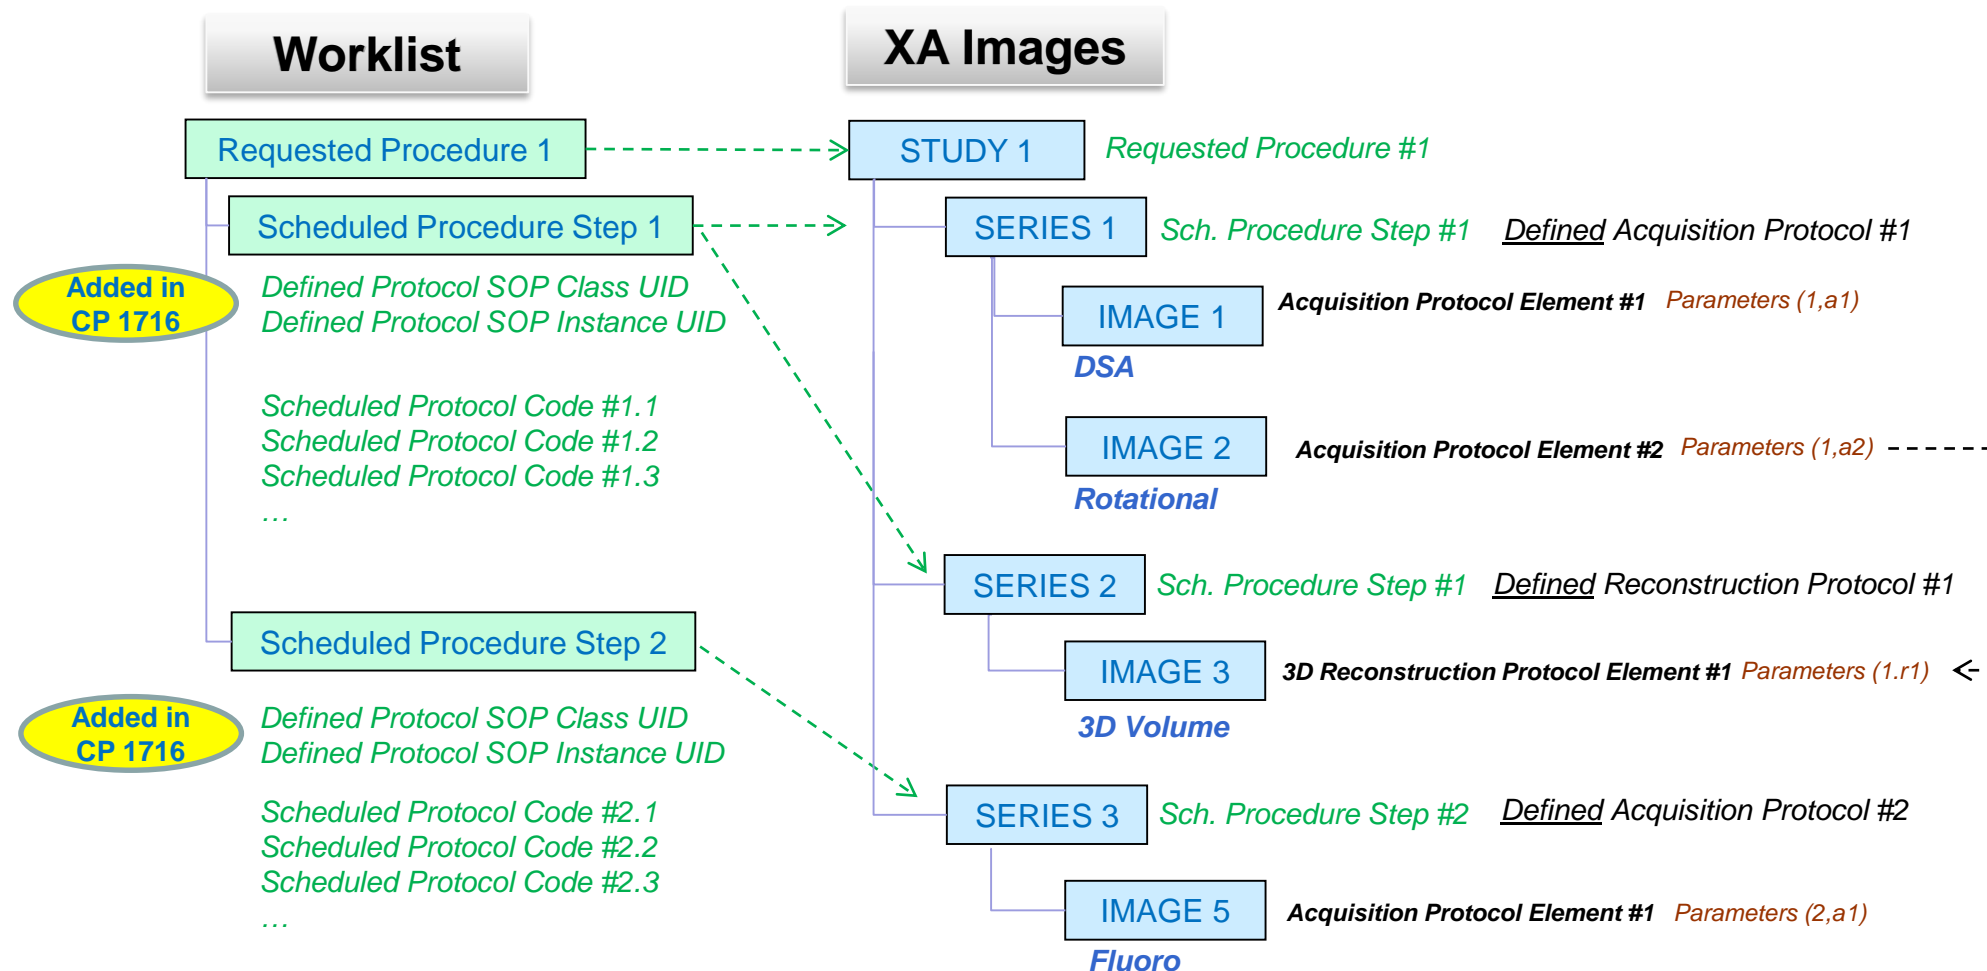 Worklist
XA Images
Requested Procedure 1
STUDY 1
Requested Procedure #1
Scheduled Procedure Step 1
SERIES 1
Sch. Procedure Step #1
Defined Acquisition Protocol #1
Added in
CP 1716
Defined Protocol SOP Class UID
Defined Protocol SOP Instance UID
IMAGE 1
Acquisition Protocol Element #1
Parameters (1,a1)
DSA
Scheduled Protocol Code #1.1
Scheduled Protocol Code #1.2
Scheduled Protocol Code #1.3
…
IMAGE 2
Acquisition Protocol Element #2
Parameters (1,a2)
Rotational
SERIES 2
Sch. Procedure Step #1
Defined Reconstruction Protocol #1
Scheduled Procedure Step 2
IMAGE 3
3D Reconstruction Protocol Element #1
Parameters (1.r1)
3D Volume
Added in
CP 1716
Defined Protocol SOP Class UID
Defined Protocol SOP Instance UID
SERIES 3
Sch. Procedure Step #2
Defined Acquisition Protocol #2
Scheduled Protocol Code #2.1
Scheduled Protocol Code #2.2
Scheduled Protocol Code #2.3
…
IMAGE 5
Acquisition Protocol Element #1
Parameters (2,a1)
Fluoro